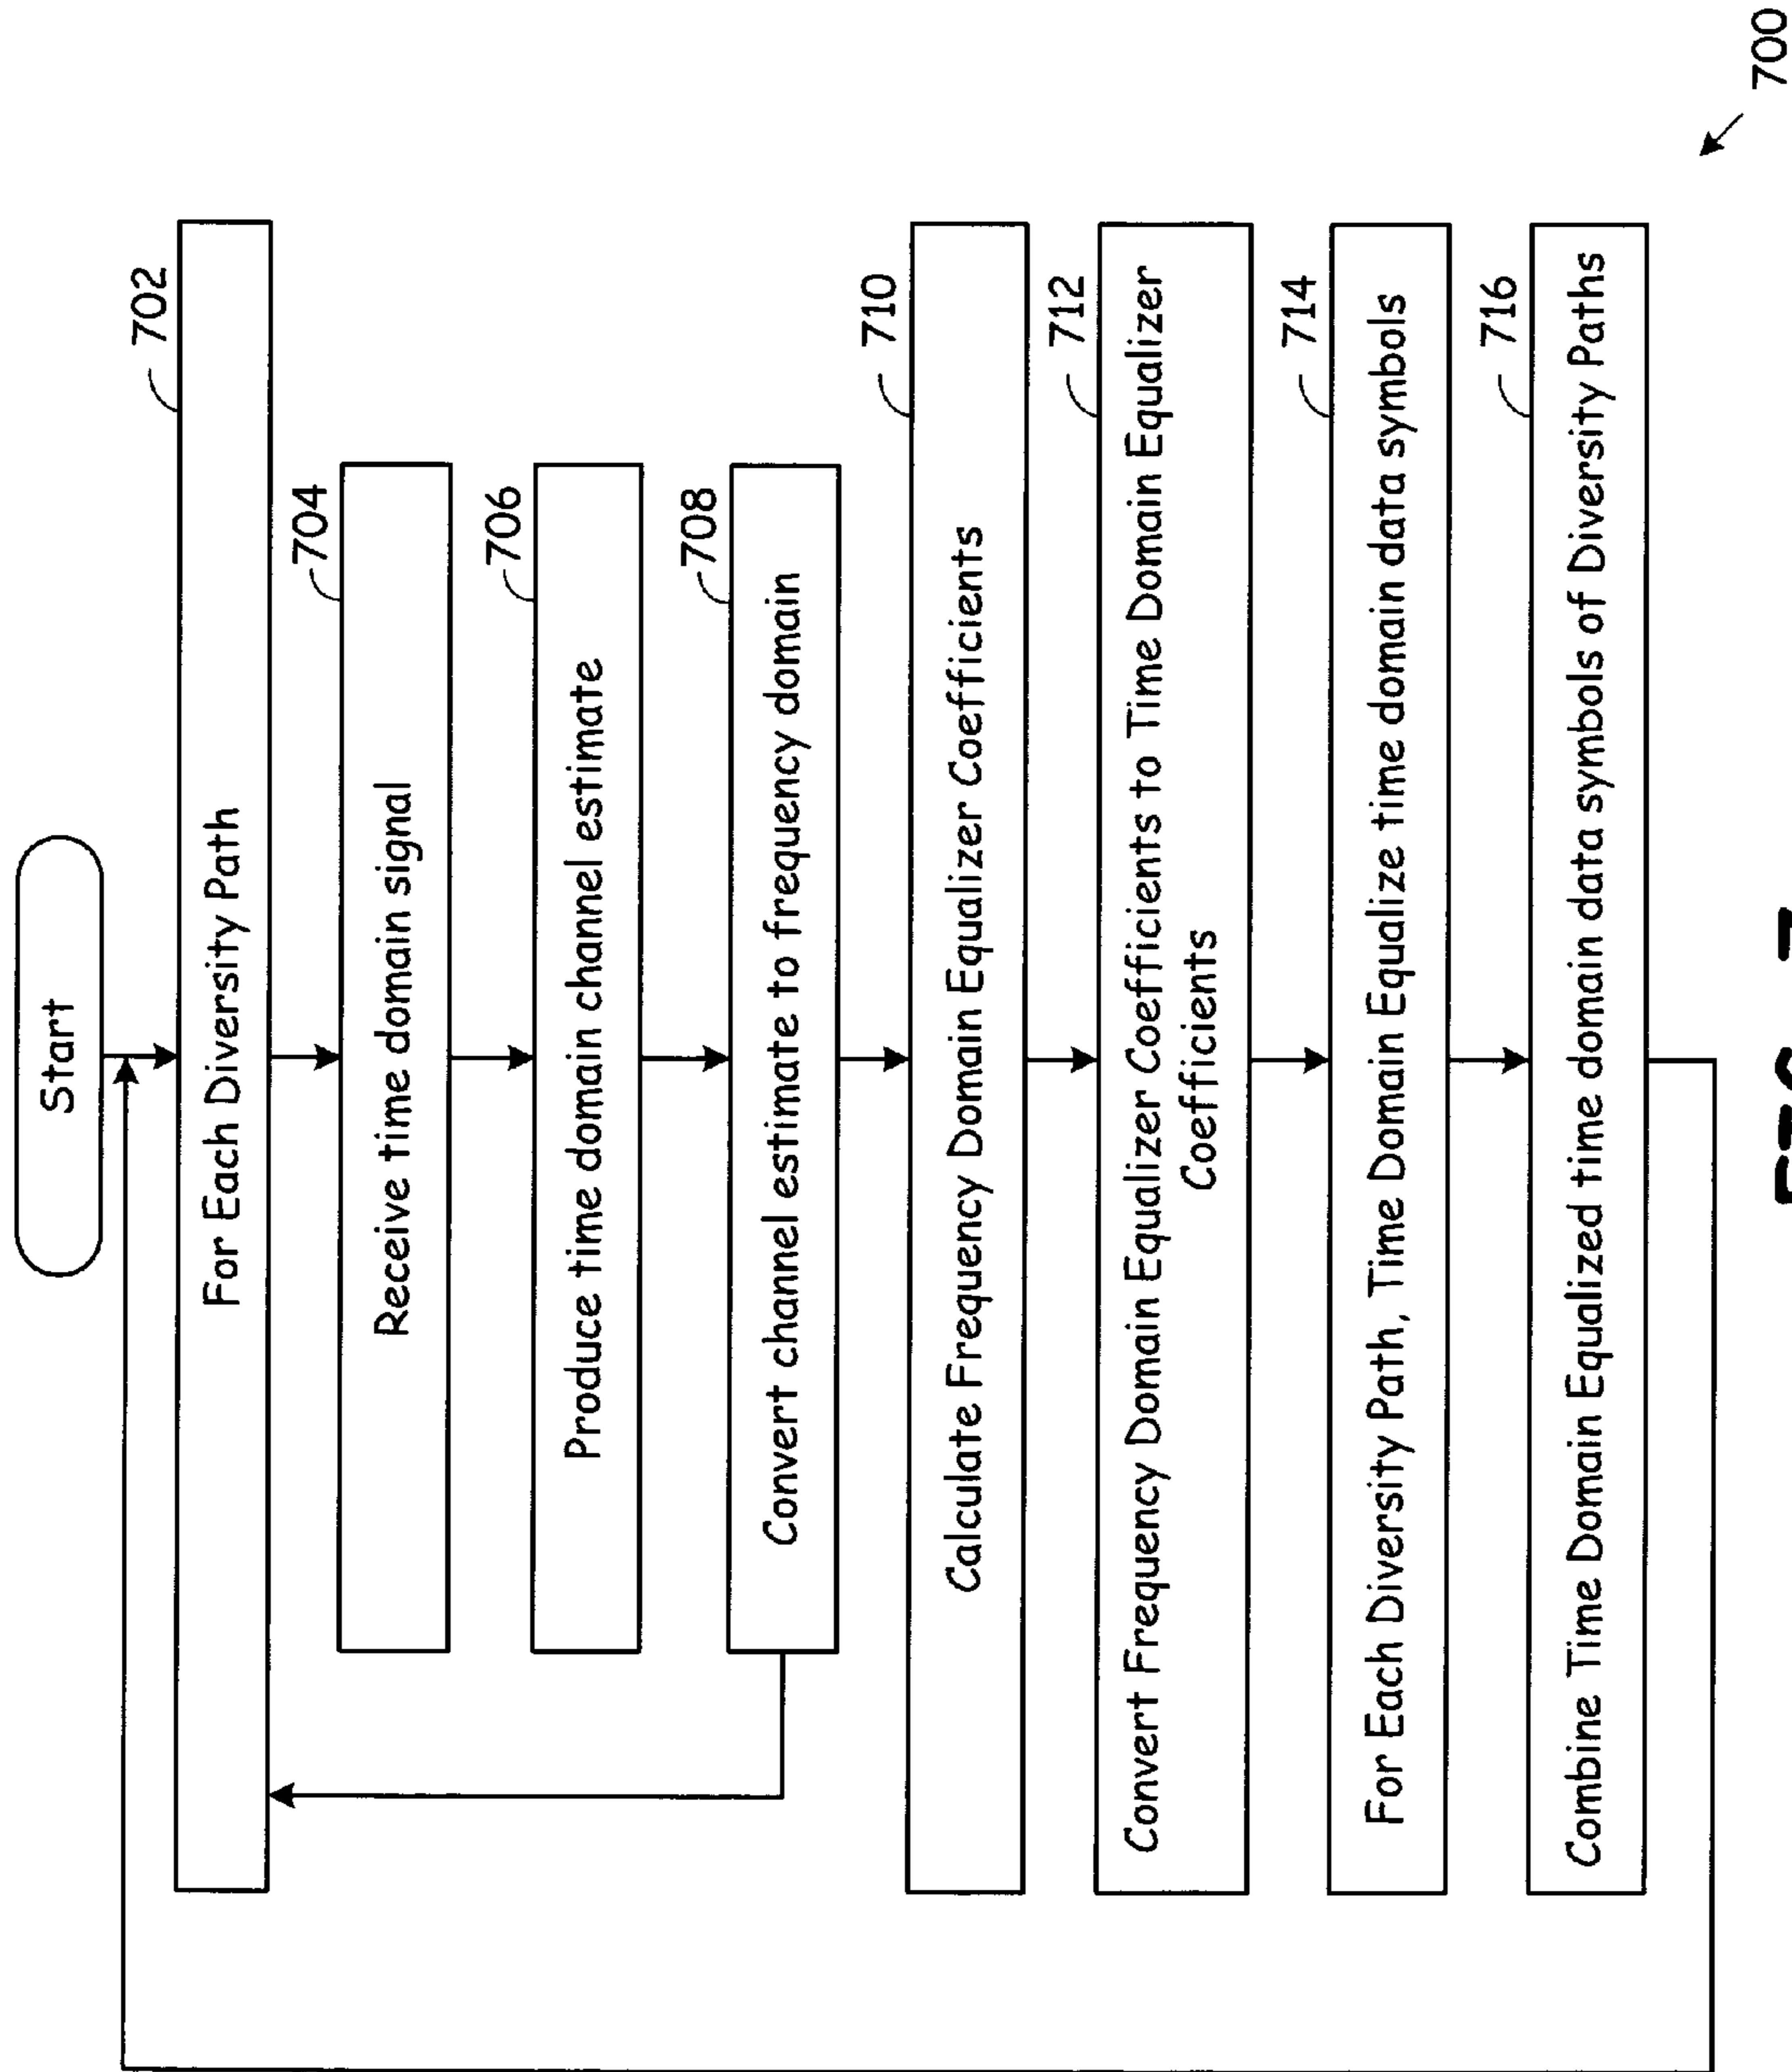 Start
702
For Each Diversity Path
704
Receive time domain signal
706
Produce time domain channel estimate
708
Convert channel estimate to frequency domain
710
Calculate Frequency Domain Equalizer Coefficients
712
Convert Frequency Domain Equalizer Coefficients to Time Domain Equalizer
Coefficients
714
For Each Diversity Path, Time Domain Equalize time domain data symbols
716
Combine Time Domain Equalized time domain data symbols of Diversity Paths
700